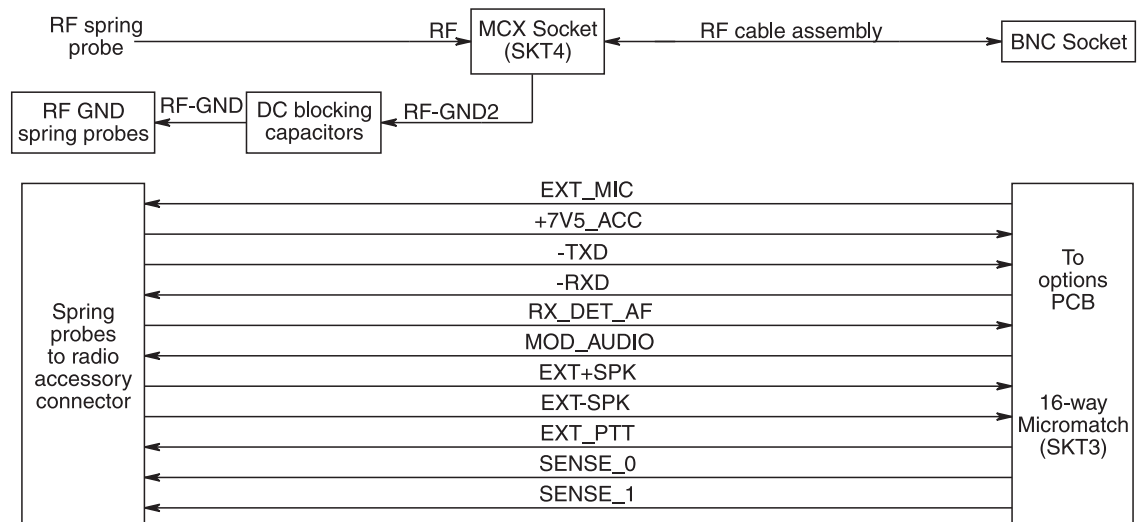 RF spring
probe
RF
MCX Socket
(SKT4)
RF cable assembly
BNC Socket
RF GND
spring probes
RF-GND
DC blocking
capacitors
RF-GND2
Spring
probes
to radio
accessory
connector
EXT_MIC
+7V5_ACC
-TXD
-RXD
RX_DET_AF
MOD_AUDIO
EXT+SPK
EXT-SPK
EXT_PTT
SENSE_0
SENSE_1
To
options
PCB
16-way
Micromatch
(SKT3)